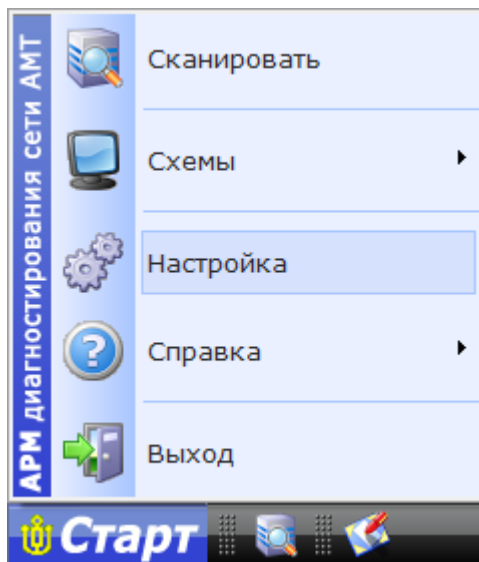 АРМ диагностирования сети АМТ
Сканировать
Схемы
Настройка
Справка
Выход
Старт